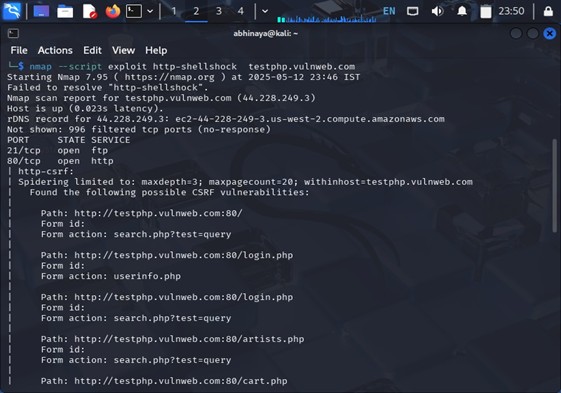 1 2 3 4 EN 23:50
abhinaya@kali: ~
File Actions Edit View Help
└─$ nmap --script exploit http-shellshock  testphp.vulnweb.com
Starting Nmap 7.95 ( https://nmap.org ) at 2025-05-12 23:46 IST
Failed to resolve "http-shellshock".
Nmap scan report for testphp.vulnweb.com (44.228.249.3)
Host is up (0.023s latency).
rDNS record for 44.228.249.3: ec2-44-228-249-3.us-west-2.compute.amazonaws.com
Not shown: 996 filtered tcp ports (no-response)
PORT     STATE SERVICE
21/tcp   open  ftp
80/tcp   open  http
| http-csrf:
| Spidering limited to: maxdepth=3; maxpagecount=20; withinhost=testphp.vulnweb.com
|   Found the following possible CSRF vulnerabilities:
|
|     Path: http://testphp.vulnweb.com:80/
|     Form id:
|     Form action: search.php?test=query
|
|     Path: http://testphp.vulnweb.com:80/login.php
|     Form id:
|     Form action: userinfo.php
|
|     Path: http://testphp.vulnweb.com:80/login.php
|     Form id:
|     Form action: search.php?test=query
|
|     Path: http://testphp.vulnweb.com:80/artists.php
|     Form id:
|     Form action: search.php?test=query
|
|     Path: http://testphp.vulnweb.com:80/cart.php